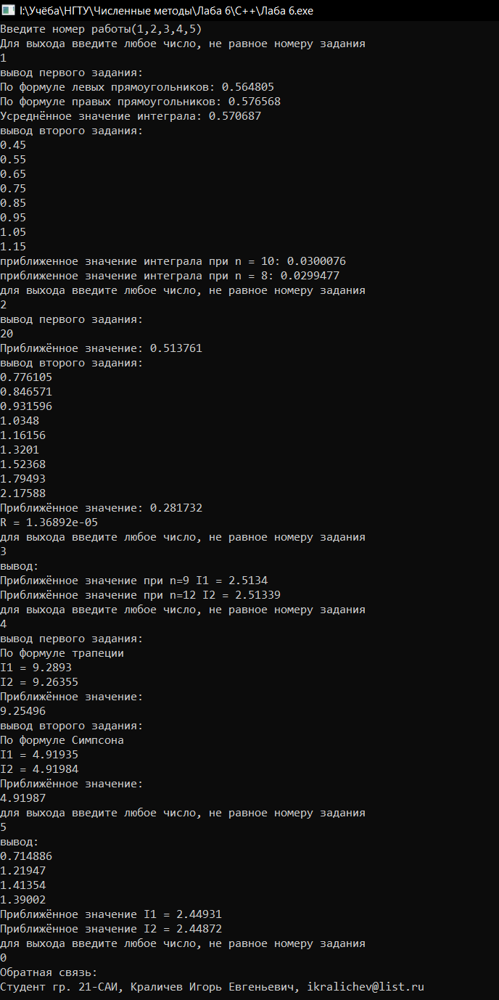 I:\Учёба\НГТУ\Численные методы\Лаба 6\C++\Лаба 6.exe
Введите номер работы(1,2,3,4,5)
Для выхода введите любое число, не равное номеру задания
1
вывод первого задания:
По формуле левых прямоугольников: 0.564805
По формуле правых прямоугольников: 0.576568
Усреднённое значение интеграла: 0.570687
вывод второго задания:
0.45
0.55
0.65
0.75
0.85
0.95
1.05
1.15
приближенное значение интеграла при n = 10: 0.0300076
приближенное значение интеграла при n = 8: 0.0299477
для выхода введите любое число, не равное номеру задания
2
вывод первого задания:
20
Приближённое значение: 0.513761
вывод второго задания:
0.776105
0.846571
0.931596
1.0348
1.16156
1.3201
1.52368
1.79493
2.17588
Приближённое значение: 0.281732
R = 1.36892e-05
для выхода введите любое число, не равное номеру задания
3
вывод:
Приближённое значение при n=9 I1 = 2.5134
Приближённое значение при n=12 I2 = 2.51339
для выхода введите любое число, не равное номеру задания
4
вывод первого задания:
По формуле трапеции
I1 = 9.2893
I2 = 9.26355
Приближённое значение:
9.25496
вывод второго задания:
По формуле Симпсона
I1 = 4.91935
I2 = 4.91984
Приближённое значение:
4.91987
для выхода введите любое число, не равное номеру задания
5
вывод:
0.714886
1.21947
1.41354
1.39002
Приближённое значение I1 = 2.44931
Приближённое значение I2 = 2.44872
для выхода введите любое число, не равное номеру задания
0
Обратная связь:
Студент гр. 21-САИ, Краличев Игорь Евгеньевич, ikralichev@list.ru